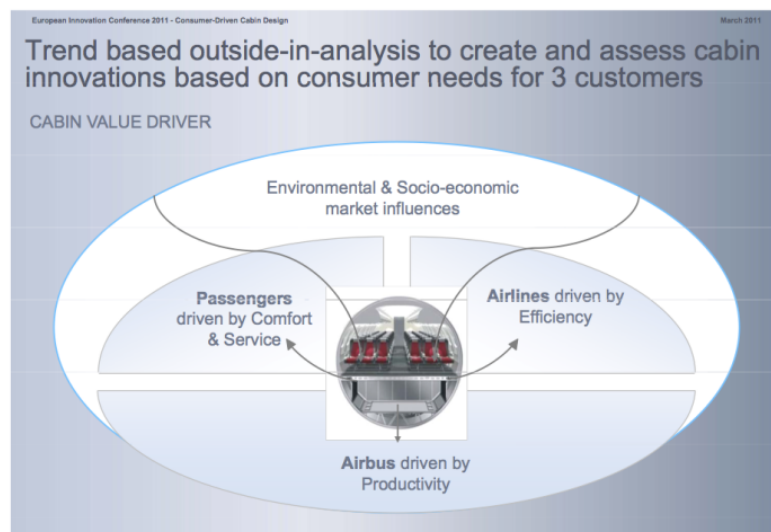 European Innovation Conference 2011 - Consumer-Driven Cabin Design
March 2011
Trend based outside-in-analysis to create and assess cabin
innovations based on consumer needs for 3 customers
CABIN VALUE DRIVER
Environmental & Socio-economic
market influences
Passengers
driven by Comfort
& Service
Airlines driven by
Efficiency
Airbus driven by
Productivity